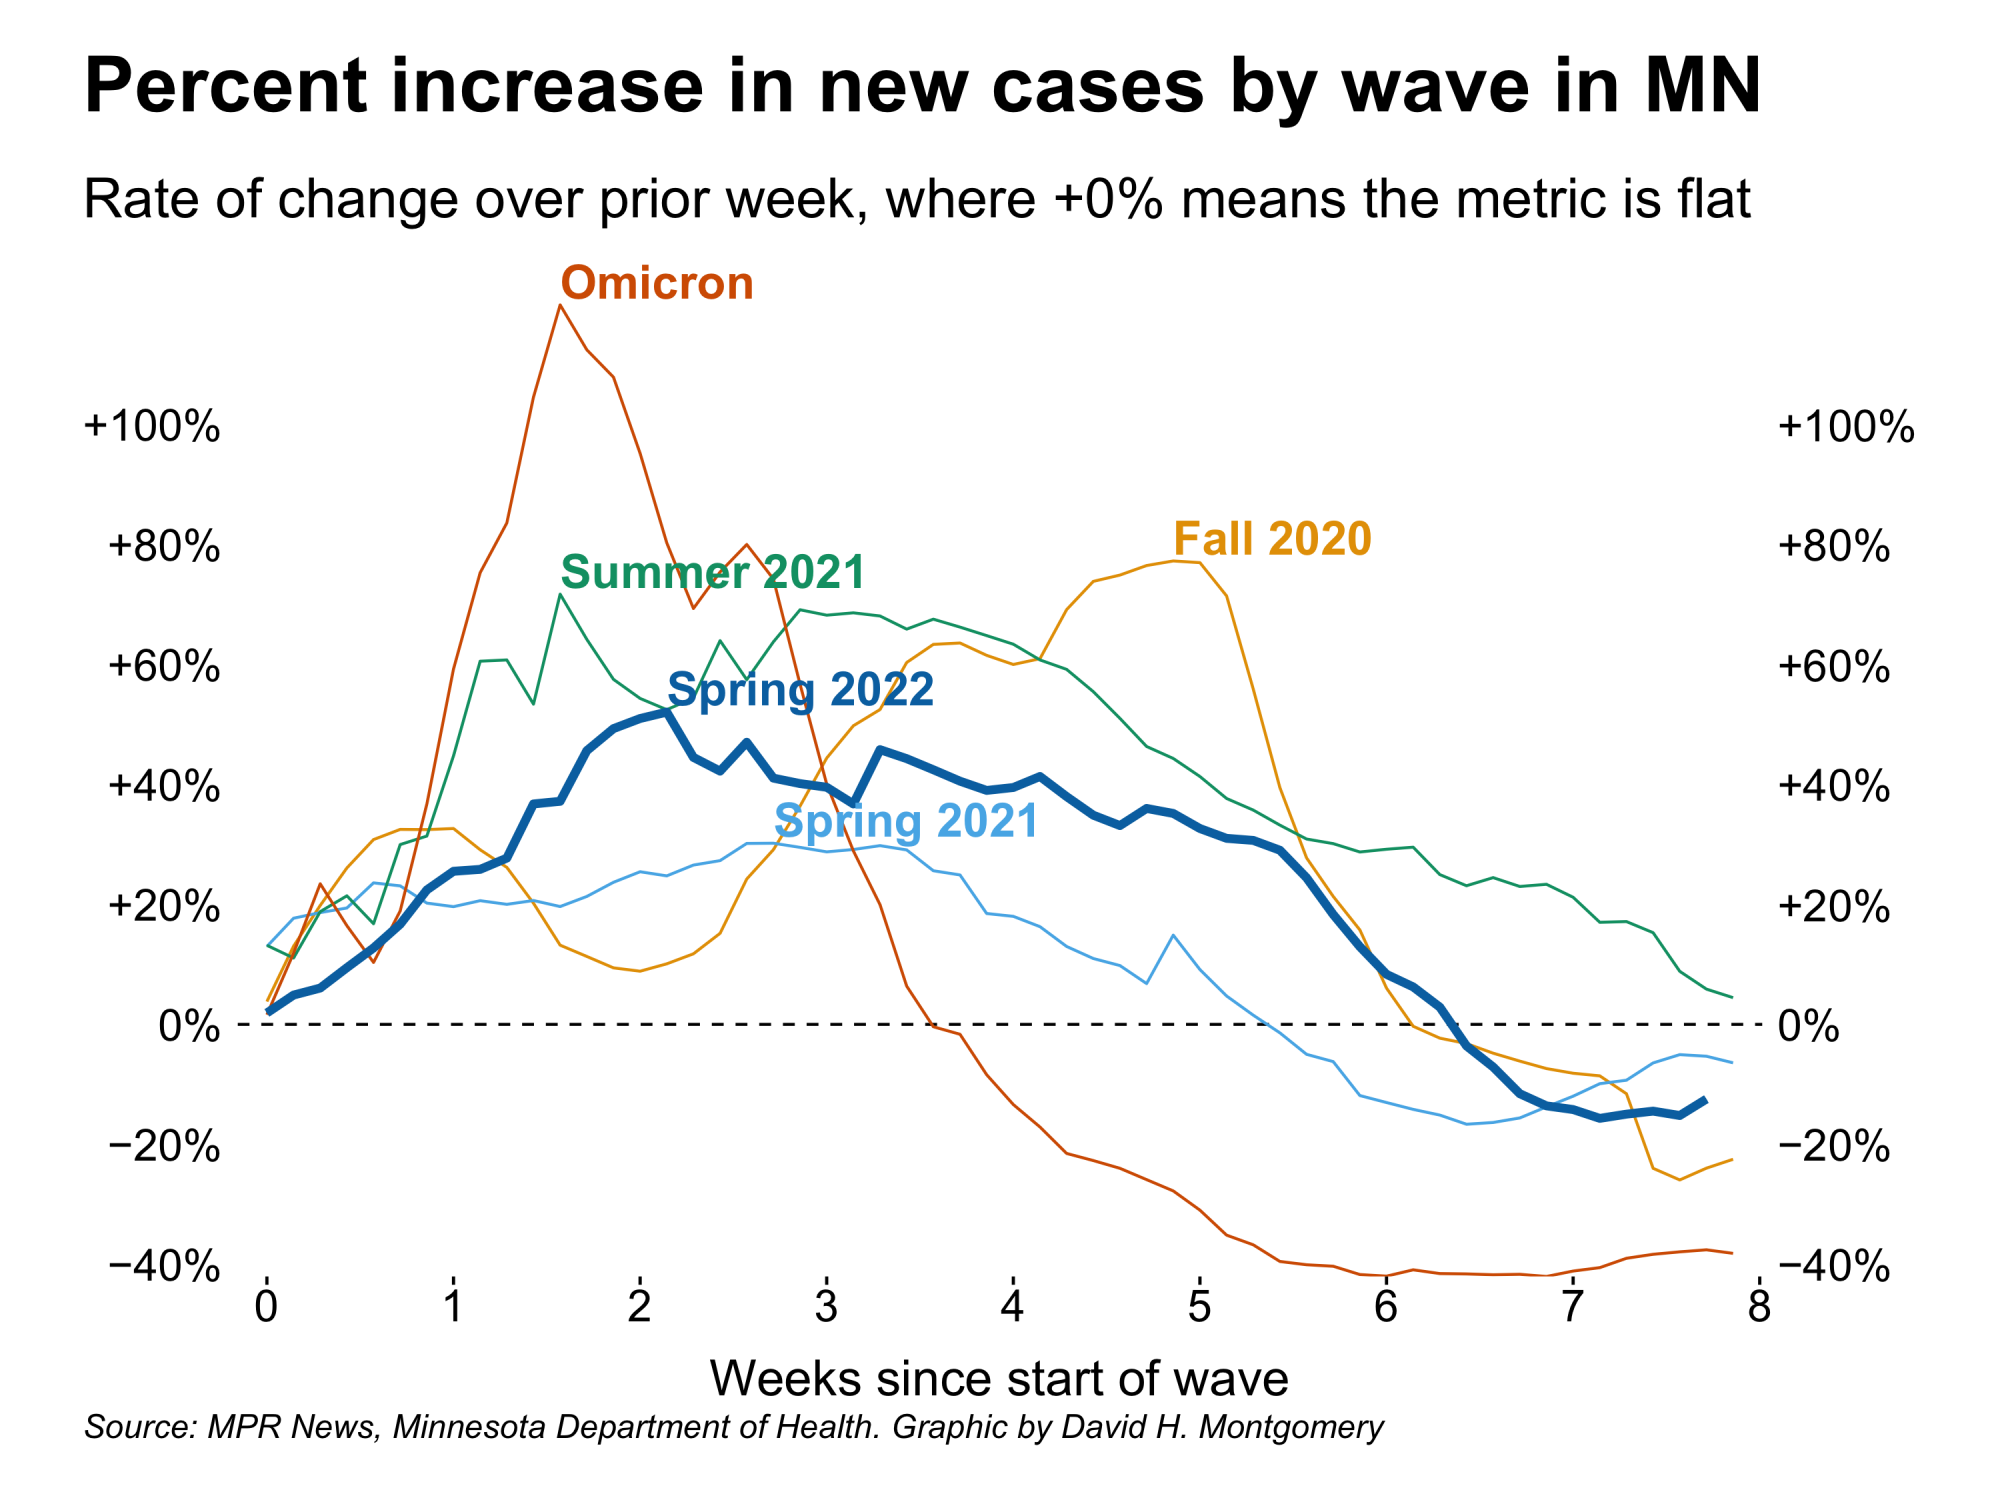 Percent increase in new cases by wave in MN
Rate of change over prior week, where +0% means the metric is flat
Omicron
+100%
+100%
Fall 2020
+80%
+80%
Summer 2021
+60%
+60%
Spring 2022
+40%
+40%
Spring 2021
+20%
+20%
0%
0%
−20%
−20%
−40%
−40%
0 1 2 3 4 5 6 7 8
Weeks since start of wave
Source: MPR News, Minnesota Department of Health. Graphic by David H. Montgomery